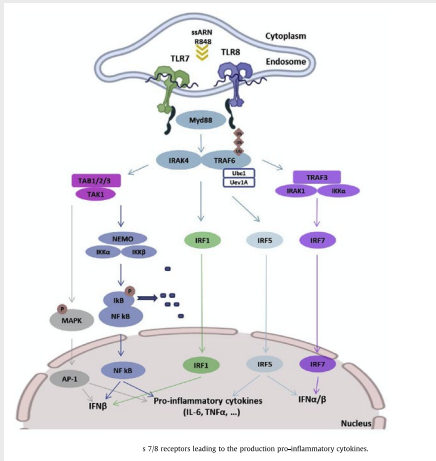 ssARN
R848
Cytoplasm
Endosome
TLR7
TLR8
Myd88
IRAK4
TRAF6
Ubc1
Uev1A
TAB1/2/3
TAK1
TRAF3
IRAK1
IKKα
NEMO
IKKα
IKKβ
IRF1
IRF5
IRF7
P
IkB
NF kB
P
MAPK
AP-1
NF kB
IRF1
IRF5
IRF7
IFNβ
Pro-inflammatory cytokines
(IL-6, TNFα, ...)
IFNα/β
Nucleus
s 7/8 receptors leading to the production pro-inflammatory cytokines.